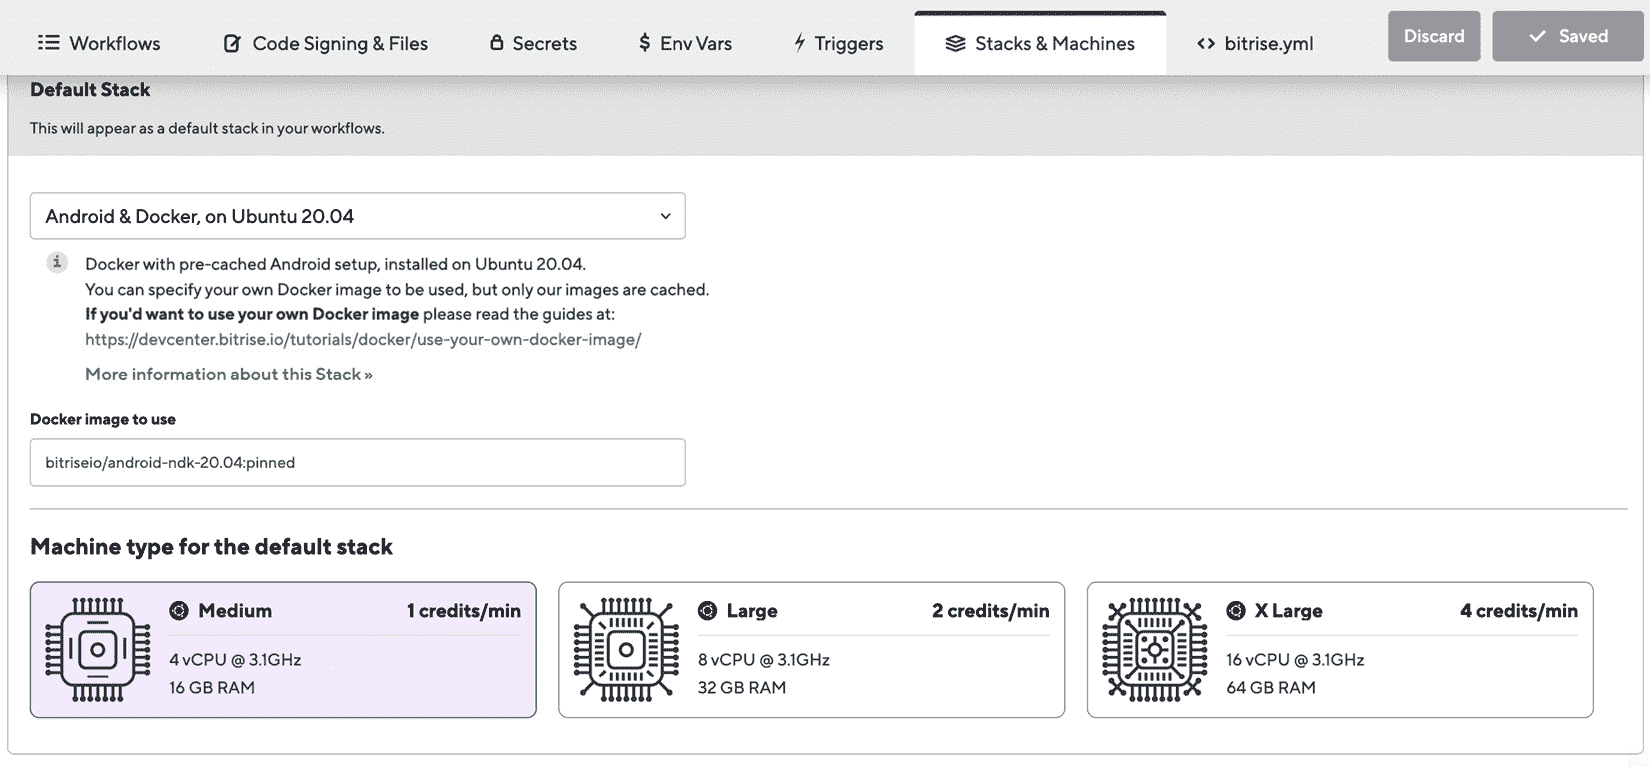 Workflows
Code Signing & Files
Secrets
Env Vars
Triggers
Stacks & Machines
bitrise.yml
Discard
Saved
Default Stack
This will appear as a default stack in your workflows.
Android & Docker, on Ubuntu 20.04
Docker with pre-cached Android setup, installed on Ubuntu 20.04.
You can specify your own Docker image to be used, but only our images are cached.
If you'd want to use your own Docker image please read the guides at:
https://devcenter.bitrise.io/tutorials/docker/use-your-own-docker-image/
More information about this Stack »
Docker image to use
bitriseio/android-ndk-20.04:pinned
Machine type for the default stack
Medium 1 credits/min
4 vCPU @ 3.1GHz
16 GB RAM
Large 2 credits/min
8 vCPU @ 3.1GHz
32 GB RAM
X Large 4 credits/min
16 vCPU @ 3.1GHz
64 GB RAM